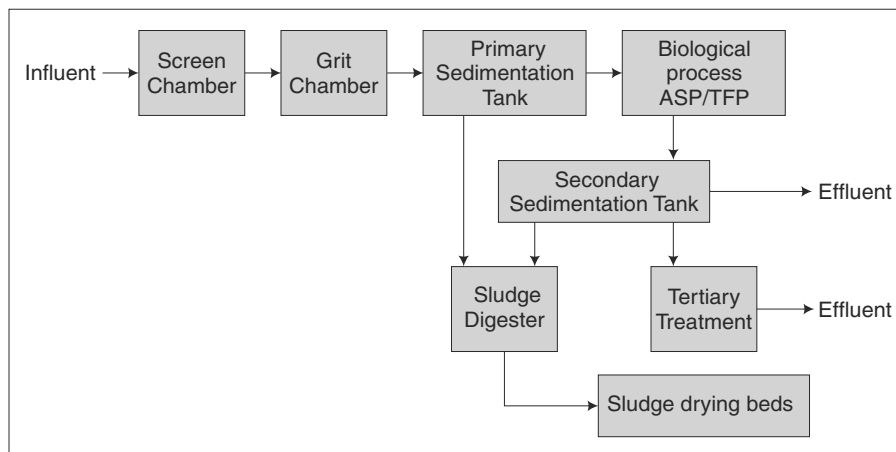 Influent
Screen
Chamber
Grit
Chamber
Primary
Sedimentation
Tank
Biological
process
ASP/TFP
Secondary
Sedimentation Tank
Effluent
Sludge
Digester
Tertiary
Treatment
Effluent
Sludge drying beds